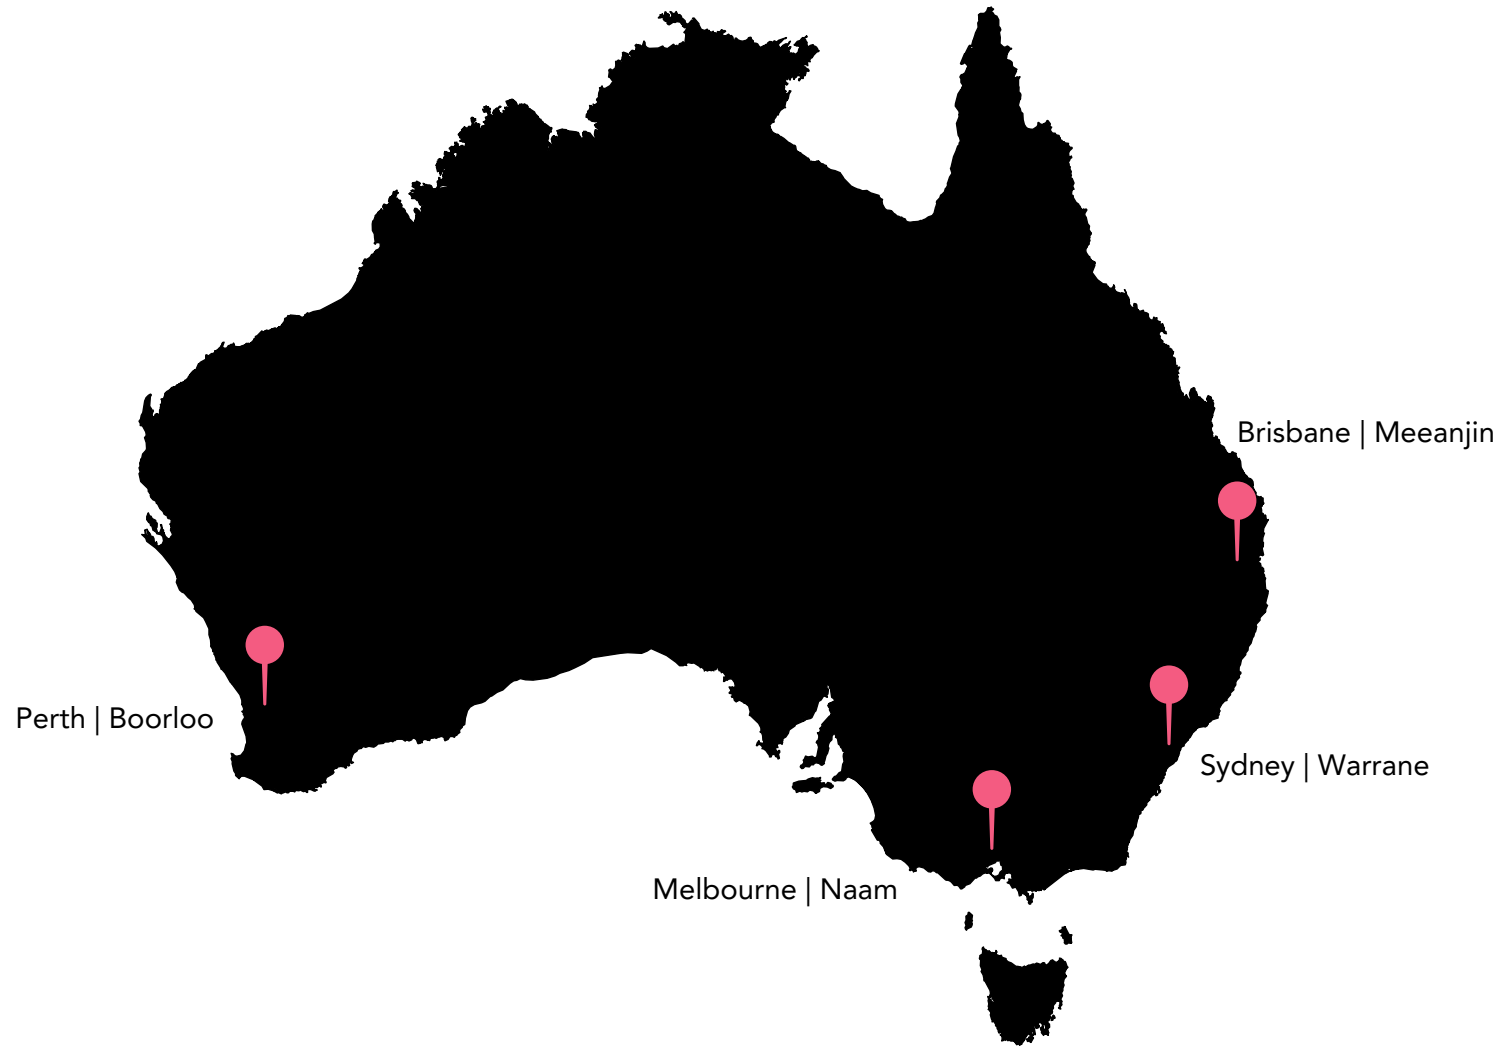 Brisbane | Meeanjin
Perth | Boorloo
Sydney | Warrane
Melbourne | Naam